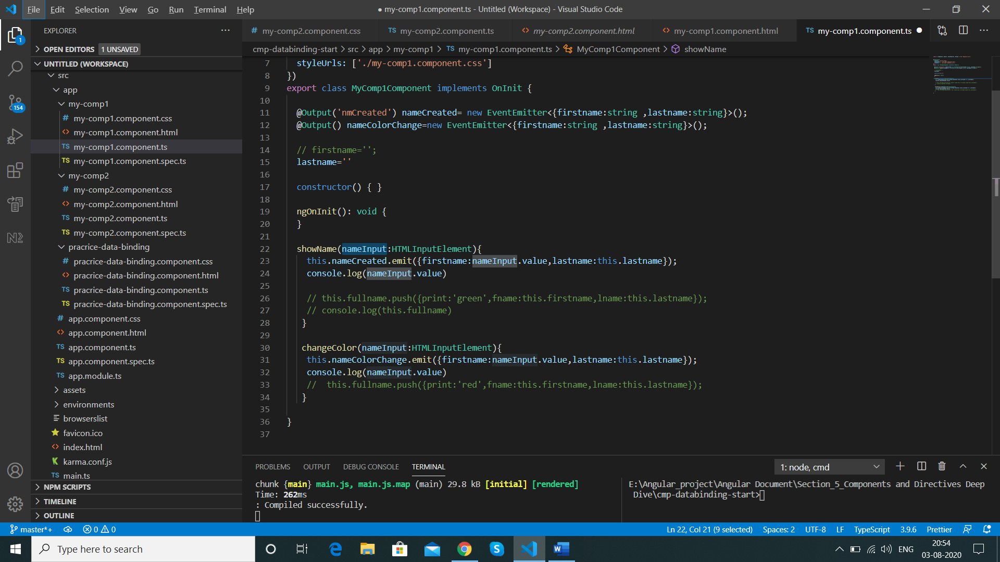 File Edit Selection View Go Run Terminal Help
● my-comp1.component.ts - Untitled (Workspace) - Visual Studio Code
EXPLORER
OPEN EDITORS 1 UNSAVED
UNTITLED (WORKSPACE)
src
app
my-comp1
# my-comp1.component.css
<> my-comp1.component.html
TS my-comp1.component.ts
TS my-comp1.component.spec.ts
my-comp2
# my-comp2.component.css
<> my-comp2.component.html
TS my-comp2.component.ts
TS my-comp2.component.spec.ts
pracrice-data-binding
# pracrice-data-binding.component.css
<> pracrice-data-binding.component.html
TS pracrice-data-binding.component.ts
TS pracrice-data-binding.component.spec.ts
# app.component.css
<> app.component.html
TS app.component.ts
TS app.component.spec.ts
TS app.module.ts
assets
environments
browserslist
favicon.ico
<> index.html
karma.conf.js
TS main.ts
NPM SCRIPTS
TIMELINE
OUTLINE
1
154
# my-comp2.component.css TS my-comp2.component.ts <> my-comp2.component.html <> my-comp1.component.html TS my-comp1.component.ts
cmp-databinding-start > src > app > my-comp1 > TS my-comp1.component.ts > MyComp1Component > showName
7 styleUrls: ['./my-comp1.component.css']
8 })
9 export class MyComp1Component implements OnInit {
10
11 @Output('nmCreated') nameCreated= new EventEmitter<{firstname:string ,lastname:string}>();
12 @Output() nameColorChange=new EventEmitter<{firstname:string ,lastname:string}>();
13
14 // firstname='';
15 lastname=''
16
17 constructor() { }
18
19 ngOnInit(): void {
20 }
21
22 showName(nameInput:HTMLInputElement){
23 this.nameCreated.emit({firstname:nameInput.value,lastname:this.lastname});
24 console.log(nameInput.value)
25
26 // this.fullname.push({print:'green',fname:this.firstname,lname:this.lastname});
27 // console.log(this.fullname)
28 }
29
30 changeColor(nameInput:HTMLInputElement){
31 this.nameColorChange.emit({firstname:nameInput.value,lastname:this.lastname});
32 console.log(nameInput.value)
33 //  this.fullname.push({print:'red',fname:this.firstname,lname:this.lastname});
34 }
35
36 }
37
PROBLEMS OUTPUT DEBUG CONSOLE TERMINAL
1: node, cmd
chunk {main} main.js, main.js.map (main) 29.8 kB [initial] [rendered]
Time: 262ms
: Compiled successfully.
E:\Angular_project\Angular Document\Section_5_Components and Directives Deep
Dive\cmp-databinding-start>
master*+ 0 0
Ln 22, Col 21 (9 selected) Spaces: 2 UTF-8 LF TypeScript 3.9.6 Prettier
Type here to search
ENG
20:54
03-08-2020